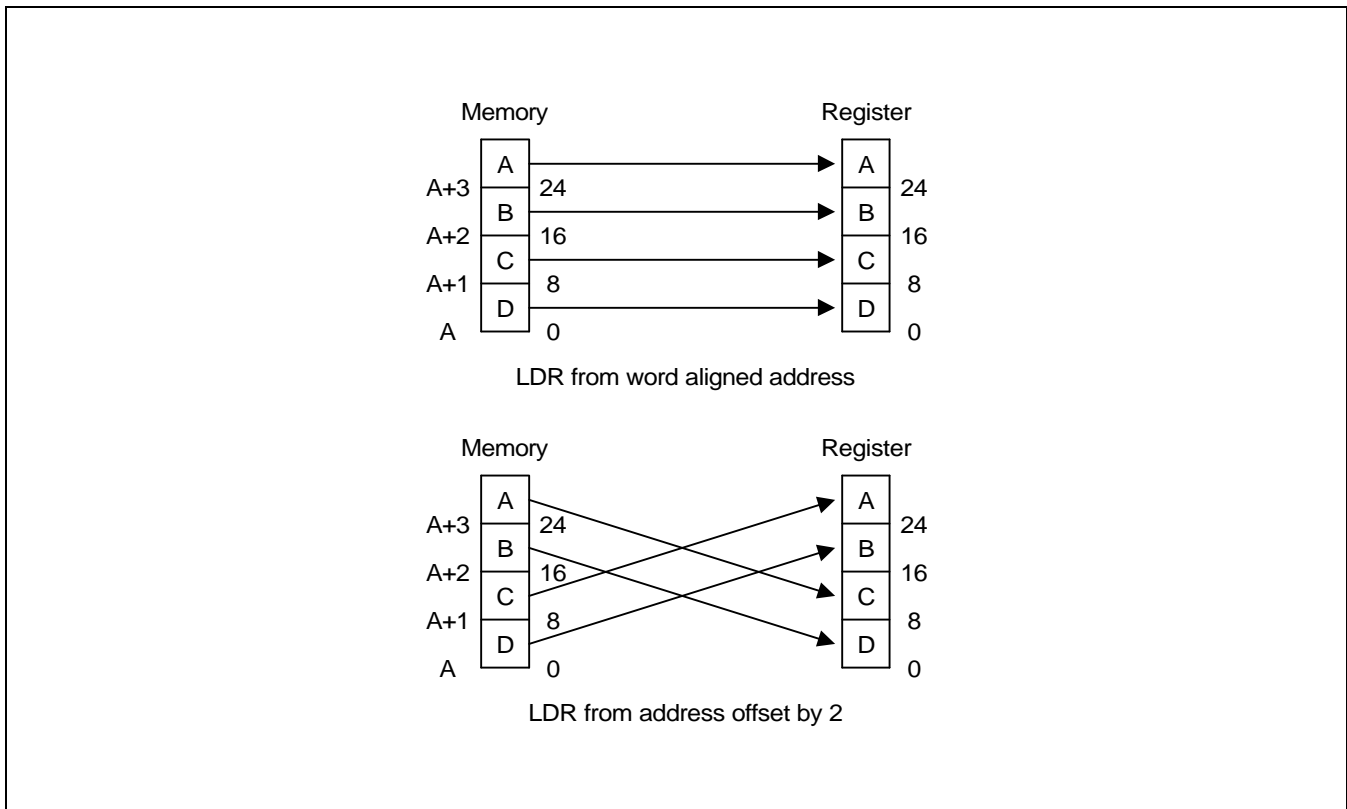 Memory Register
A A
A+3 24 24
B B
A+2 16 16
C C
A+1 8 8
D D
A 0 0
LDR from word aligned address
Memory Register
A A
A+3 24 24
B B
A+2 16 16
C C
A+1 8 8
D D
A 0 0
LDR from address offset by 2